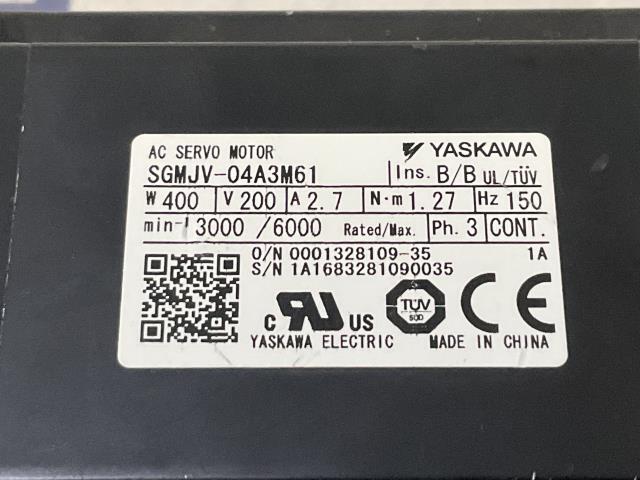 AC SERVO MOTOR YASKAWA
SGMJV-04A3M61 Ins. B/B UL/TÜV
W 400 V 200 A 2.7 N·m 1.27 Hz 150
min-1 3000 /6000 Rated/Max. Ph. 3 CONT.
O/N 0001328109-35 1A
S/N 1A1683281090035
C RU US TÜV SÜD CE
YASKAWA ELECTRIC MADE IN CHINA